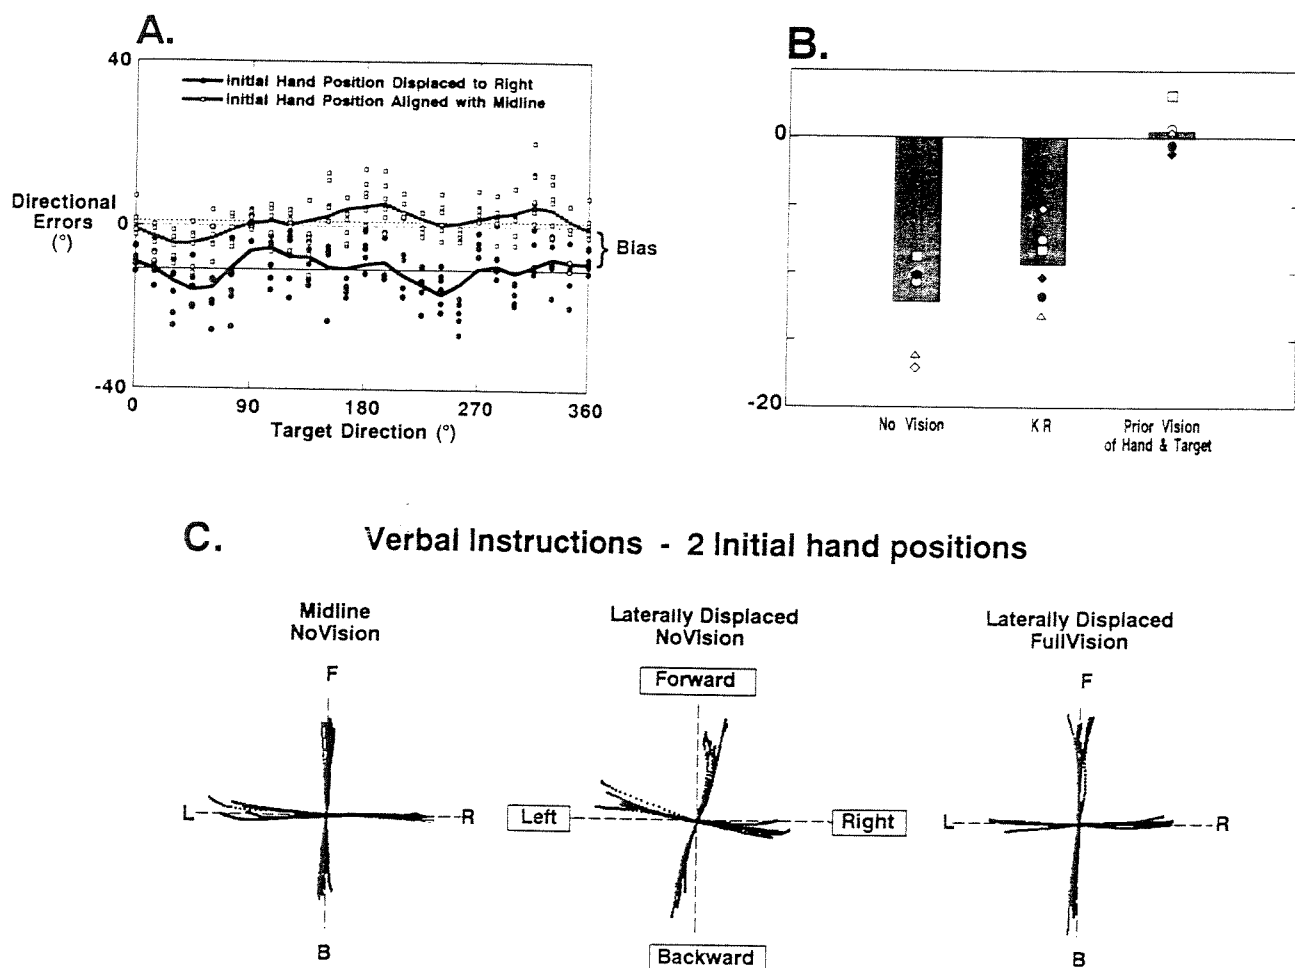 A.
40
Initial Hand Position Displaced to Right
Initial Hand Position Aligned with Midline
Directional
Errors
(°)
0
Bias
-40
0 90 180 270 360
Target Direction (°)
B.
0
-20
No Vision
KR
Prior Vision
of Hand & Target
C.
Verbal Instructions - 2 Initial hand positions
Midline
NoVision
F
L
R
B
Laterally Displaced
NoVision
Forward
Left
Right
Backward
Laterally Displaced
FullVision
F
L
R
B